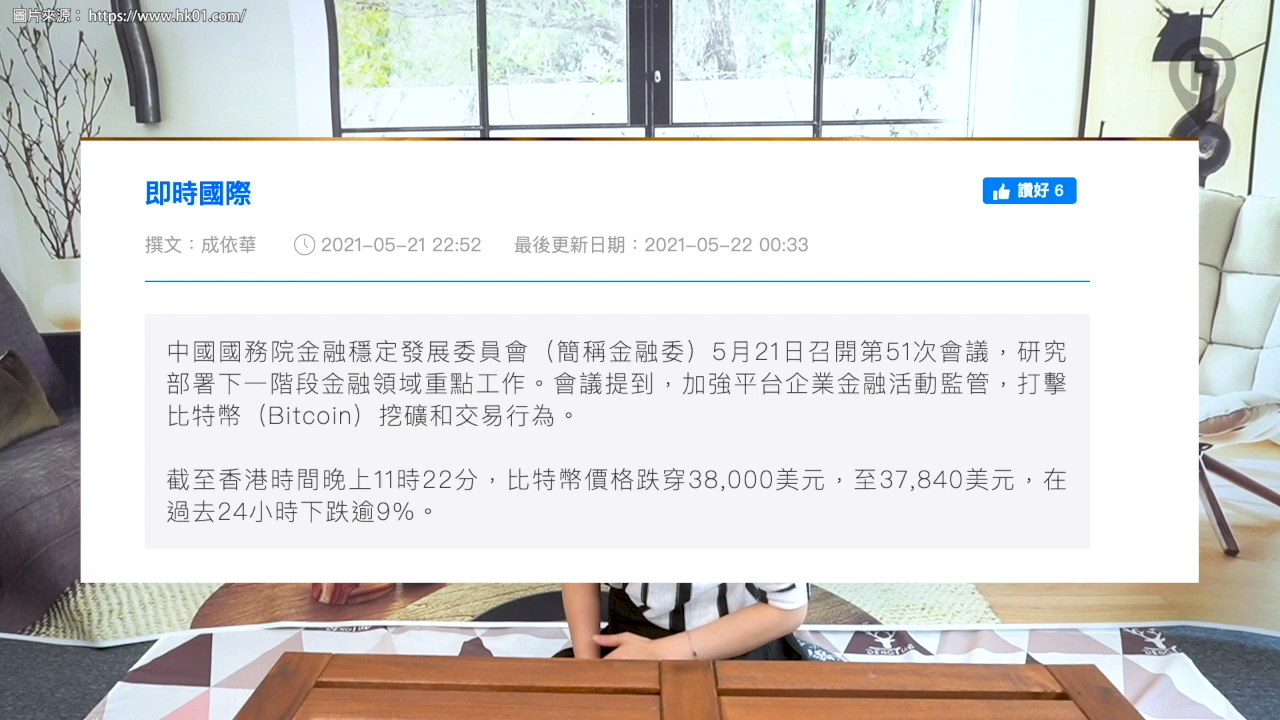 圖片來源： https://www.hk01.com/
即時國際
讚好 6
撰文：成依華 2021-05-21 22:52 最後更新日期：2021-05-22 00:33
中國國務院金融穩定發展委員會（簡稱金融委）5月21日召開第51次會議，研究
部署下一階段金融領域重點工作。會議提到，加強平台企業金融活動監管，打擊
比特幣（Bitcoin）挖礦和交易行為。
截至香港時間晚上11時22分，比特幣價格跌穿38,000美元，至37,840美元，在
過去24小時下跌逾9%。